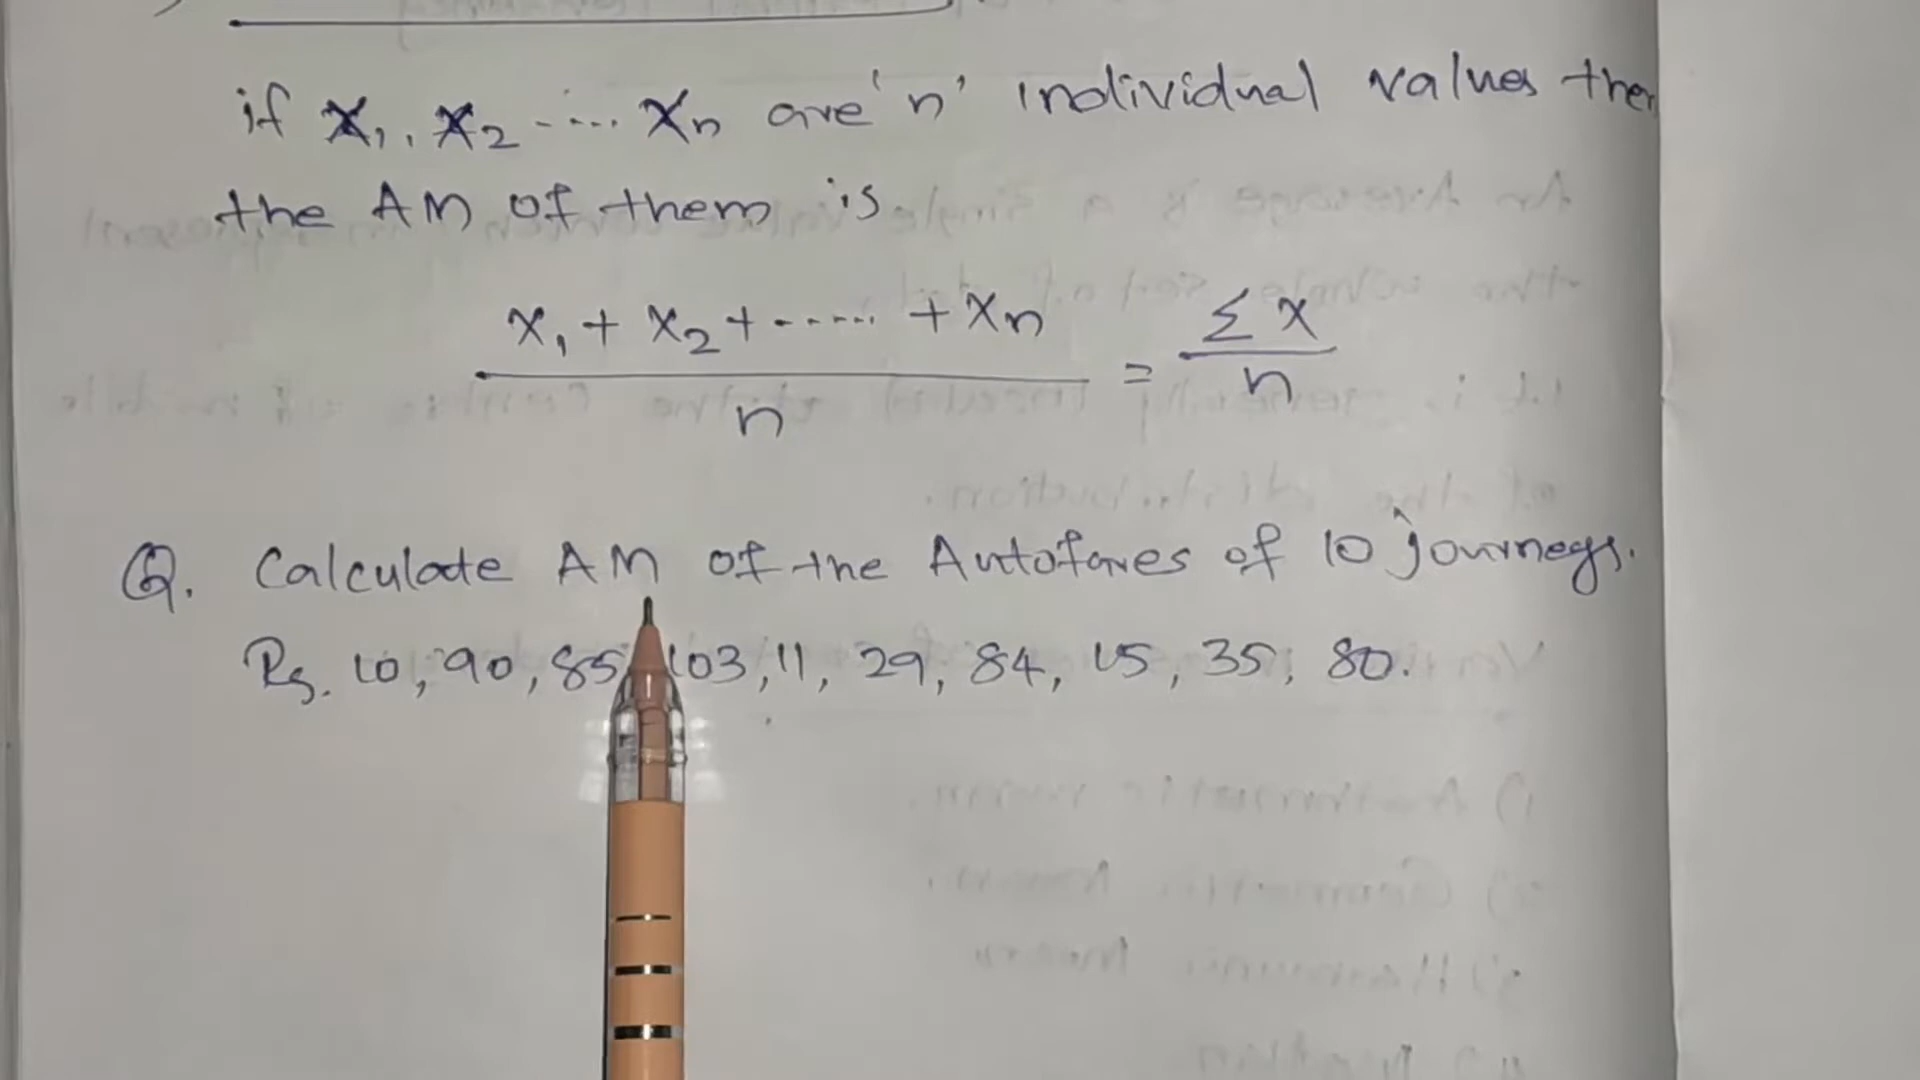 if x₁, x₂ ..... xₙ are 'n' individual values then
the AM of them is
x₁ + x₂ + ...... + xₙ / n = Σx / n
Q. Calculate AM of the Autofares of 10 journeys.
Rs. 10, 90, 85, 103, 11, 29, 84, 15, 35, 80.